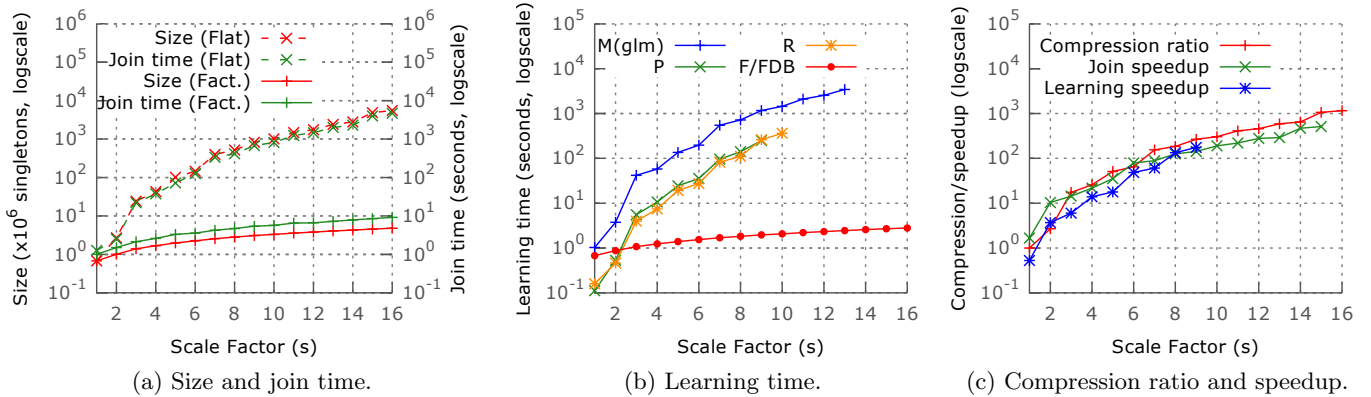 Size (x10^6 singletons, logscale)
10^6
10^5
10^4
10^3
10^2
10^1
10^0
10^-1
Size (Flat)
Join time (Flat)
Size (Fact.)
Join time (Fact.)
2 4 6 8 10 12 14 16
Scale Factor (s)
10^6
10^5
10^4
10^3
10^2
10^1
10^0
10^-1
Join time (seconds, logscale)
(a) Size and join time.
Learning time (seconds, logscale)
10^5
10^4
10^3
10^2
10^1
10^0
10^-1
M(glm) R
P F/FDB
2 4 6 8 10 12 14 16
Scale Factor (s)
(b) Learning time.
Compression/speedup (logscale)
10^5
10^4
10^3
10^2
10^1
10^0
10^-1
Compression ratio
Join speedup
Learning speedup
2 4 6 8 10 12 14 16
Scale Factor (s)
(c) Compression ratio and speedup.